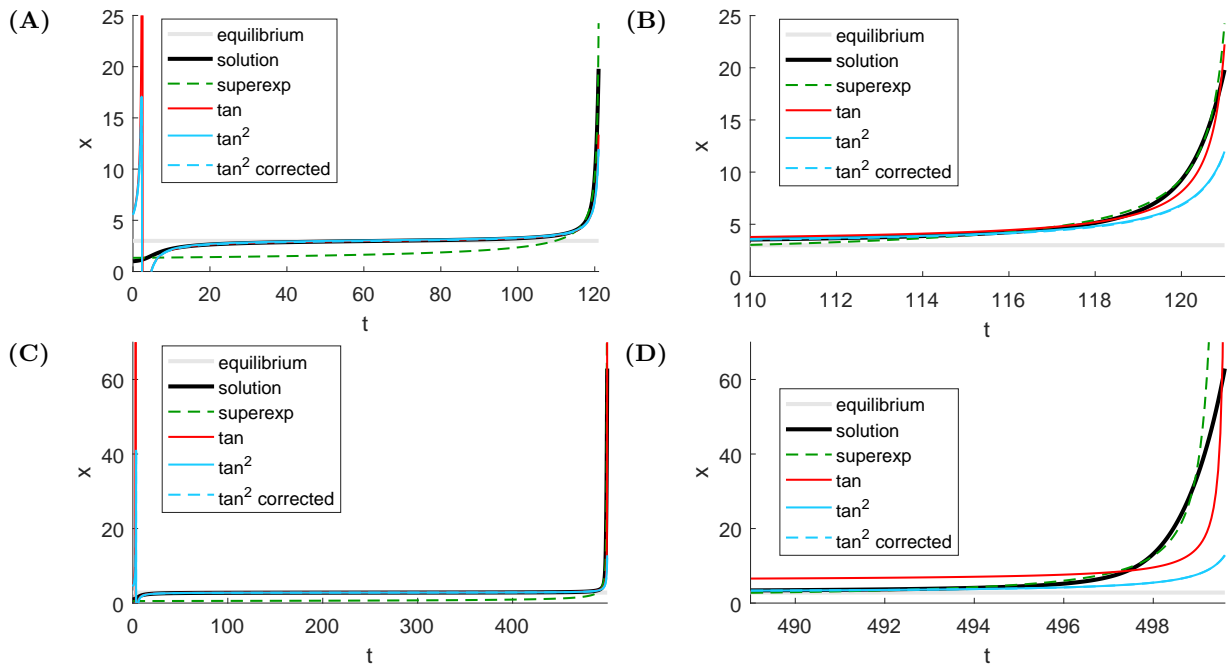 (A)
25
20
15
10
5
0
x
equilibrium
solution
superexp
tan
tan²
tan² corrected
0 20 40 60 80 100 120
t
(B)
25
20
15
10
5
0
x
equilibrium
solution
superexp
tan
tan²
tan² corrected
110 112 114 116 118 120
t
(C)
60
40
20
0
x
equilibrium
solution
superexp
tan
tan²
tan² corrected
0 100 200 300 400
t
(D)
60
40
20
0
x
equilibrium
solution
superexp
tan
tan²
tan² corrected
490 492 494 496 498
t